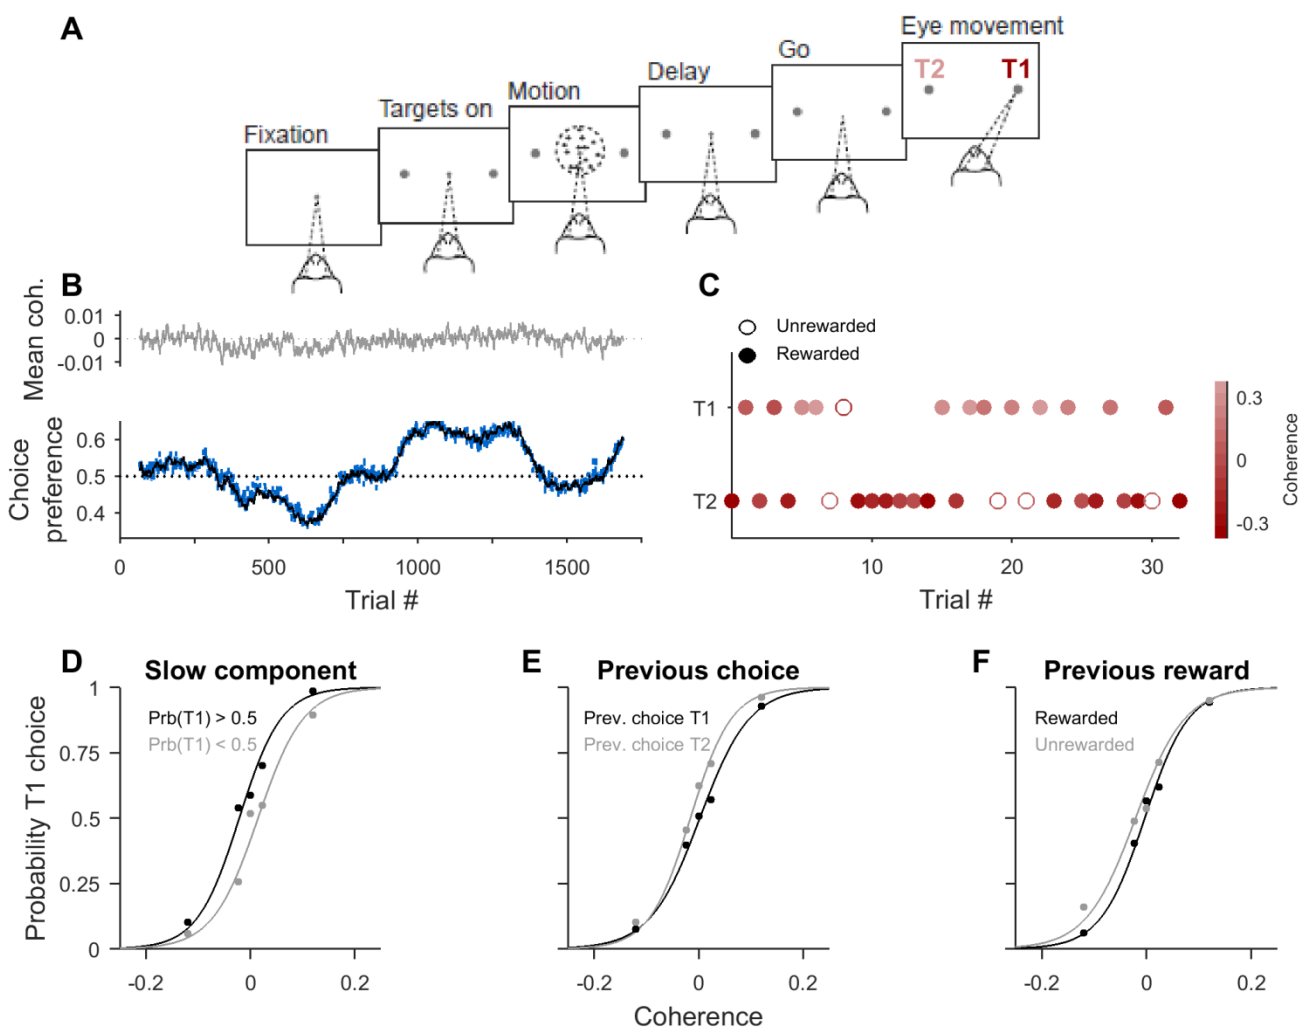 A
Fixation
Targets on
Motion
Delay
Go
Eye movement
T2 T1
B
Mean coh.
0.01
0
-0.01
Choice
preference
0.6
0.5
0.4
0 500 1000 1500
Trial #
C
Unrewarded
Rewarded
T1
T2
10 20 30
Trial #
0.3
0
-0.3
Coherence
D
Slow component
Prb(T1) > 0.5
Prb(T1) < 0.5
Probability T1 choice
1
0.75
0.5
0.25
0
-0.2 0 0.2
E
Previous choice
Prev. choice T1
Prev. choice T2
-0.2 0 0.2
Coherence
F
Previous reward
Rewarded
Unrewarded
-0.2 0 0.2